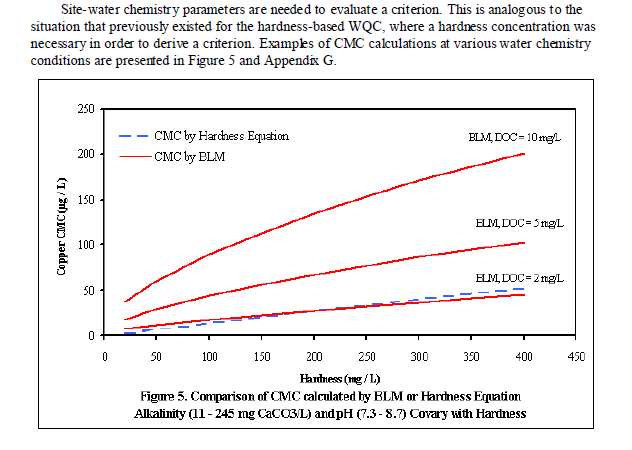 Site-water chemistry parameters are needed to evaluate a criterion. This is analogous to the
situation that previously existed for the hardness-based WQC, where a hardness concentration was
necessary in order to derive a criterion. Examples of CMC calculations at various water chemistry
conditions are presented in Figure 5 and Appendix G.
250
200
150
100
50
0
Copper CMC (µg / L)
CMC by Hardness Equation
CMC by BLM
BLM, DOC = 10 mg/L
BLM, DOC = 5 mg/L
BLM, DOC = 2 mg/L
0 50 100 150 200 250 300 350 400 450
Hardness (mg / L)
Figure 5. Comparison of CMC calculated by BLM or Hardness Equation
Alkalinity (11 - 245 mg CaCO3/L) and pH (7.3 - 8.7) Covary with Hardness